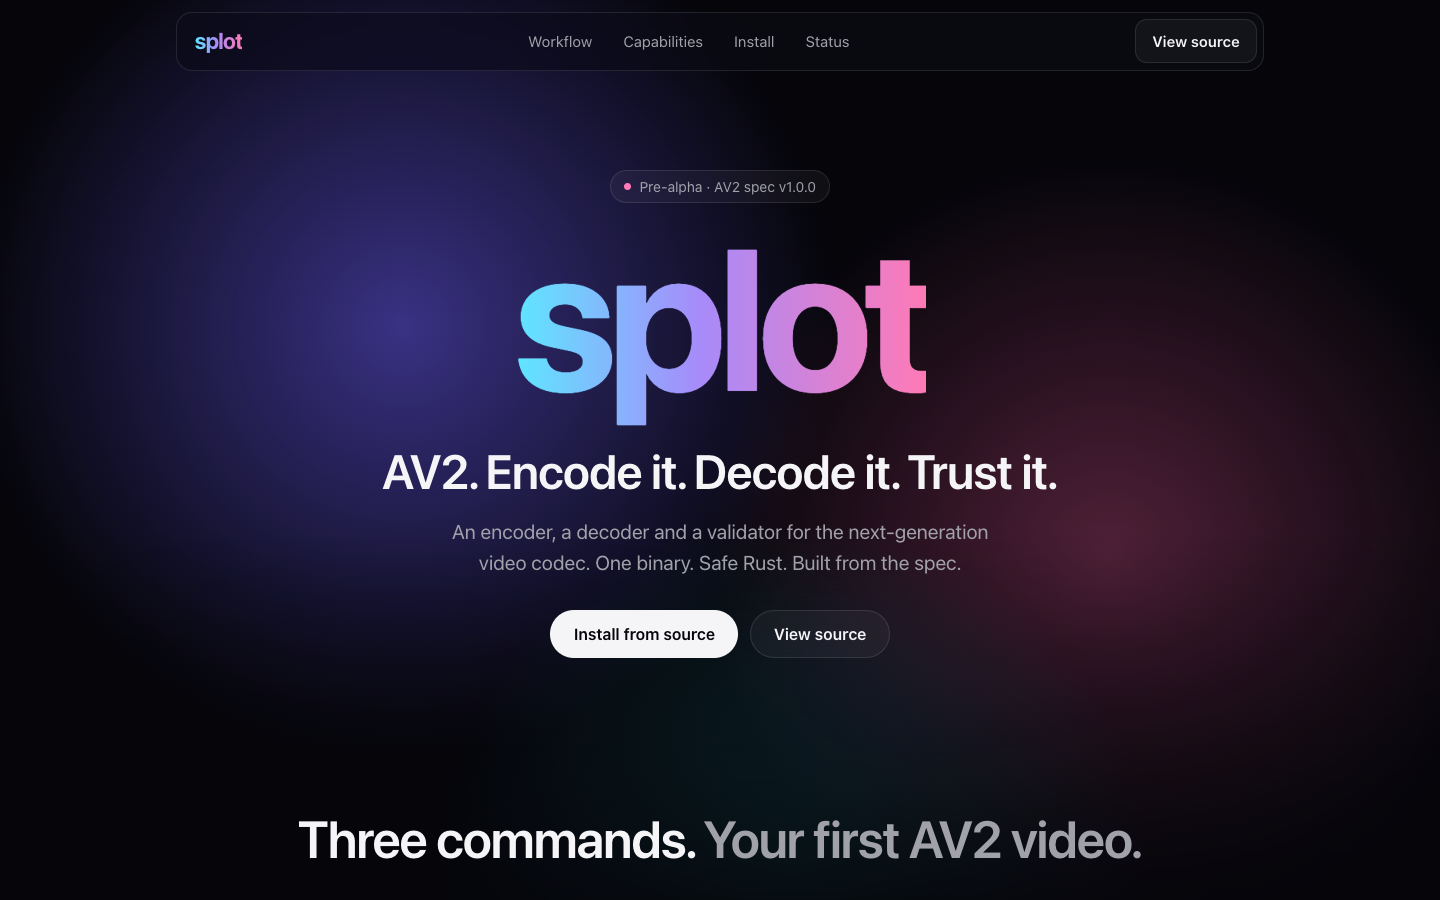 splot
Workflow
Capabilities
Install
Status
View source
Pre-alpha · AV2 spec v1.0.0
splot
AV2. Encode it. Decode it. Trust it.
An encoder, a decoder and a validator for the next-generation
video codec. One binary. Safe Rust. Built from the spec.
Install from source
View source
Three commands. Your first AV2 video.